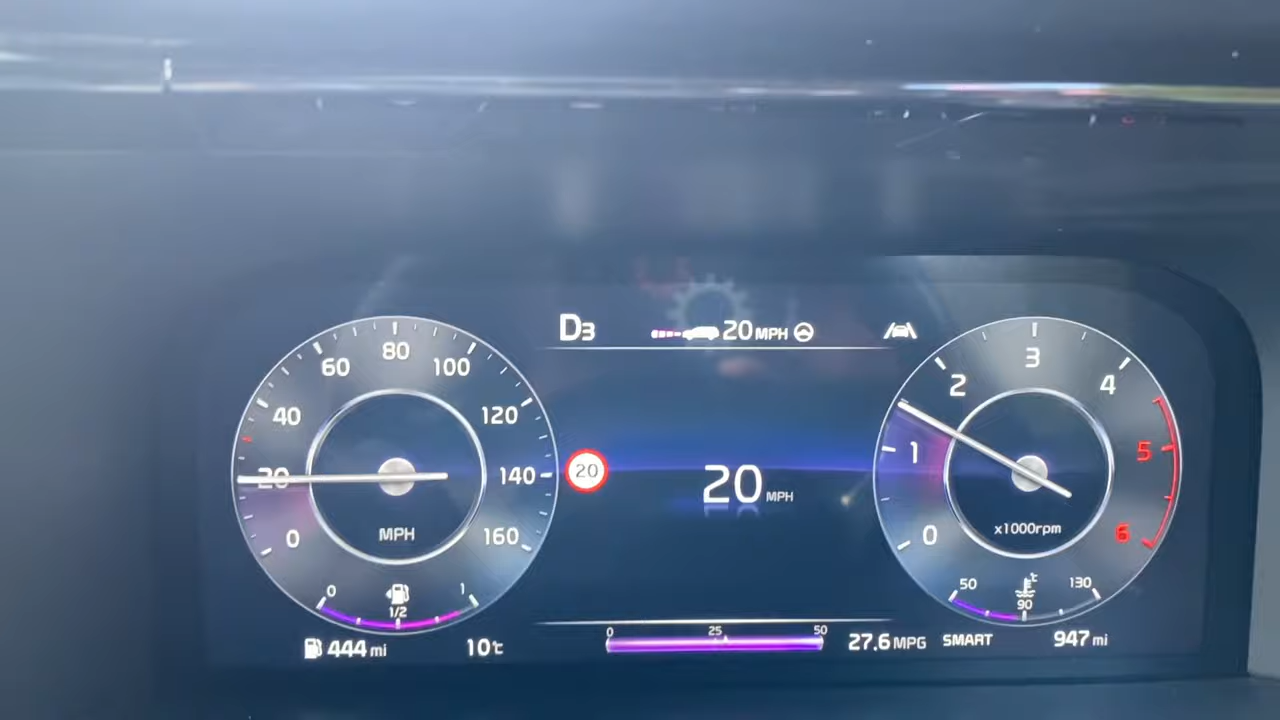 D3 20 MPH
60 80 100
40 120
20 140
0 160
MPH
0 1/2 1
444 mi
10℃
20
20 MPH
0 25 50
27.6 MPG
3
2 4
1 5
0 6
x1000rpm
50 90 130
℃
SMART
947 mi